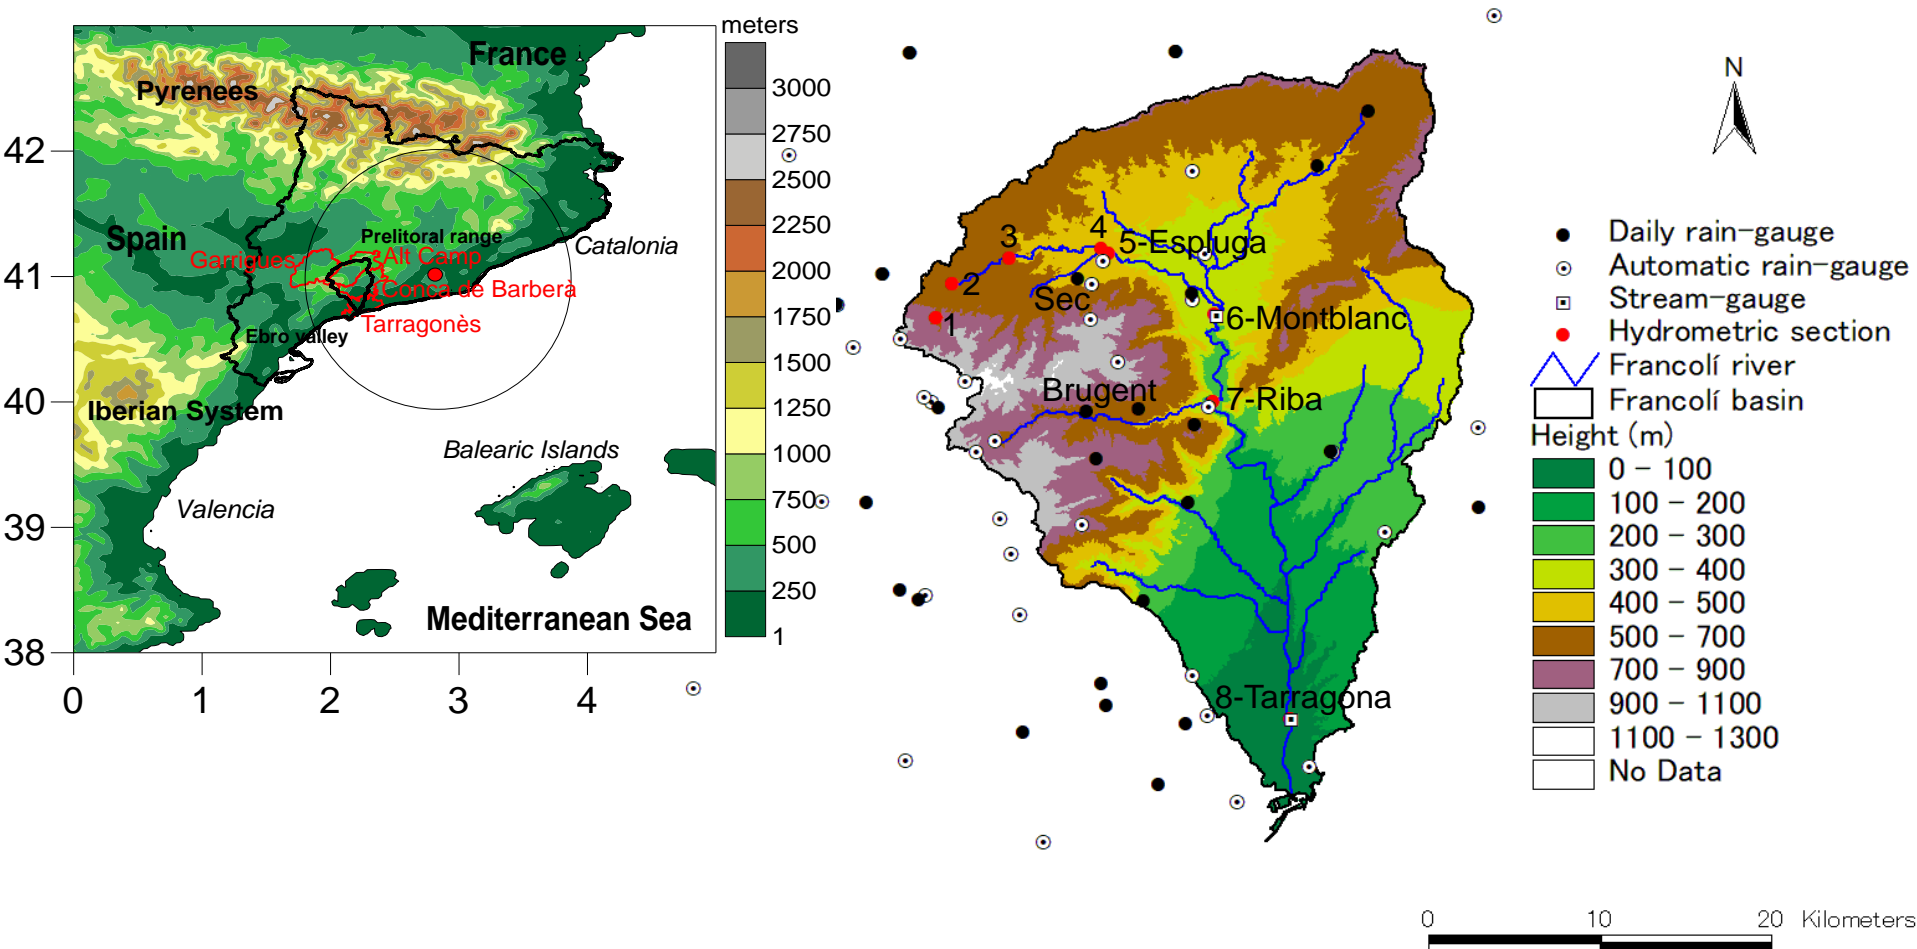 meters
France
Pyrenees
Spain
Prelitoral range
Catalonia
Garrigues
Alt Camp
Conca de Barberà
Tarragonès
Ebro valley
Iberian System
Balearic Islands
Valencia
Mediterranean Sea
42
41
40
39
38
0 1 2 3 4
3000
2750
2500
2250
2000
1750
1500
1250
1000
750
500
250
1
1
2
3
4
5-Espluga
Sec
6-Montblanc
Brugent
7-Riba
8-Tarragona
N
Daily rain-gauge
Automatic rain-gauge
Stream-gauge
Hydrometric section
Francolí river
Francolí basin
Height (m)
0 - 100
100 - 200
200 - 300
300 - 400
400 - 500
500 - 700
700 - 900
900 - 1100
1100 - 1300
No Data
0 10 20 Kilometers